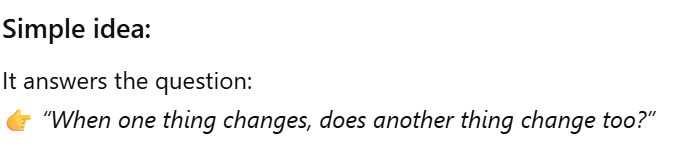 Simple idea:
It answers the question:
👉 “When one thing changes, does another thing change too?”